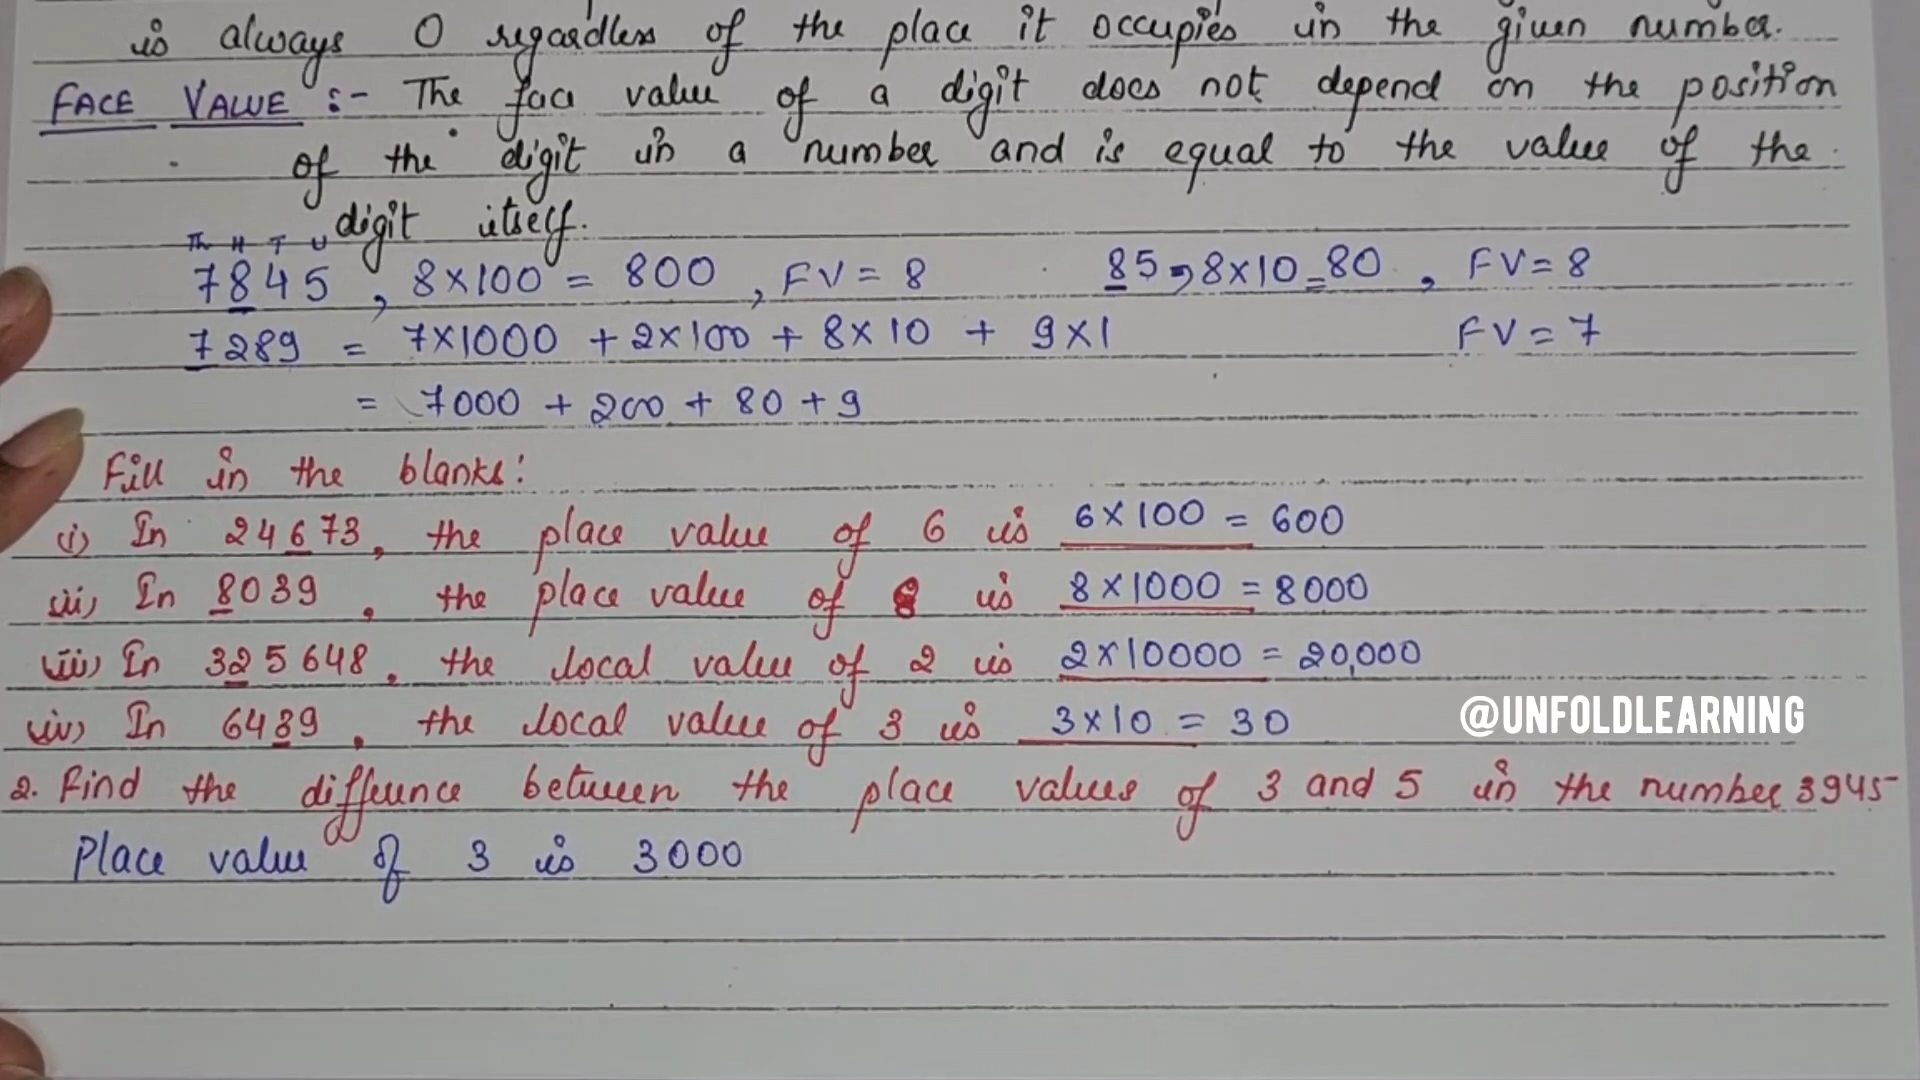 is always 0 regardless of the place it occupies in the given number.
FACE VALUE :- The face value of a digit does not depend on the position
of the digit in a number and is equal to the value of the
digit itself.
Th H T U
7845 , 8×100 = 800 , FV = 8 85, 8×10 = 80 , FV = 8
7289 = 7×1000 + 2×100 + 8×10 + 9×1 FV = 7
= 7000 + 200 + 80 + 9
Fill in the blanks:
(i) In 24673, the place value of 6 is 6×100 = 600
(ii) In 8039, the place value of 8 is 8×1000 = 8000
(iii) In 325648, the local value of 2 is 2×10000 = 20,000
(iv) In 6439, the local value of 3 is 3×10 = 30
@UNFOLDLEARNING
2. Find the difference between the place values of 3 and 5 in the number 3945
Place value of 3 is 3000